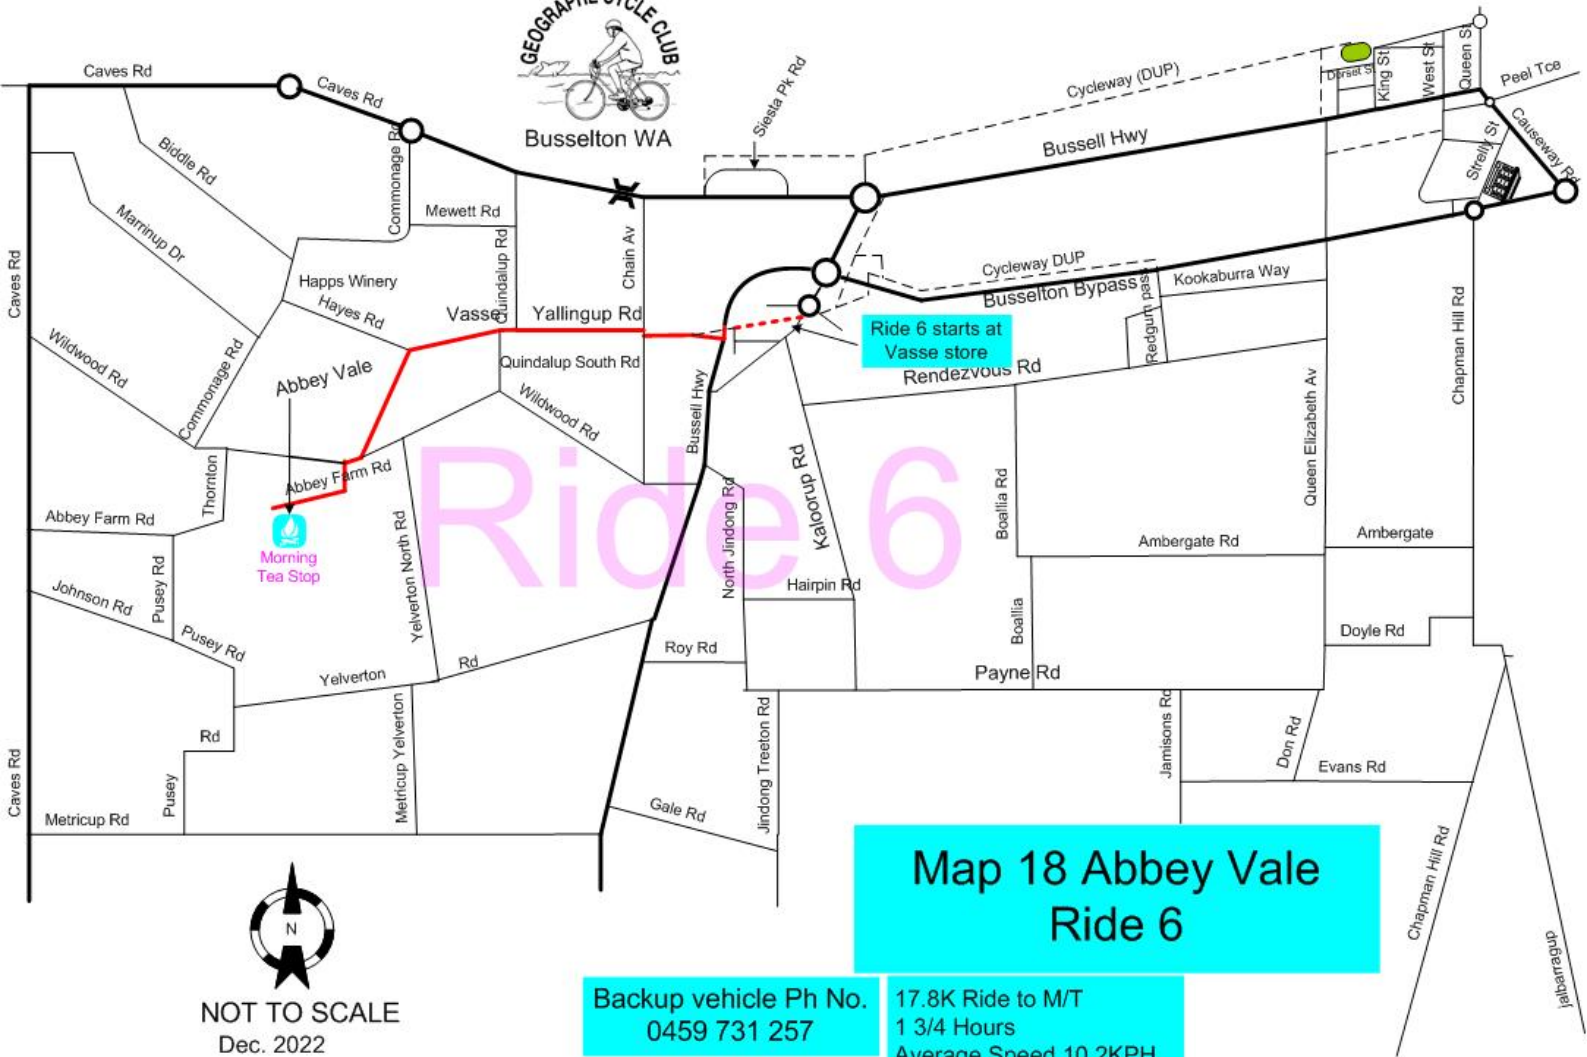 GEOGRAPHE CYCLE CLUB
Busselton WA
Caves Rd
Caves Rd
Siesta Pk Rd
Cycleway (DUP)
Dorset St
King St
West St
Queen St
Peel Tce
Causeway Rd
Strelly St
Bussell Hwy
Biddle Rd
Commonage Rd
Mewett Rd
Marrinup Dr
Quindalup Rd
Chain Av
Caves Rd
Happs Winery
Hayes Rd
Vasse
Yallingup Rd
Cycleway DUP
Busselton Bypass
Kookaburra Way
Redgum pass
Chapman Hill Rd
Ride 6 starts at
Vasse store
Rendezvous Rd
Wildwood Rd
Commonage Rd
Abbey Vale
Quindalup South Rd
Wildwood Rd
Bussell Hwy
Queen Elizabeth Av
Ride 6
Thornton
Abbey Farm Rd
Abbey Farm Rd
Morning
Tea Stop
Yelverton North Rd
North Jindong Rd
Kaloorup Rd
Boallia Rd
Ambergate Rd
Ambergate
Hairpin Rd
Pusey Rd
Johnson Rd
Pusey Rd
Boallia
Doyle Rd
Roy Rd
Yelverton
Rd
Payne Rd
Rd
Pusey
Metricup Yelverton
Jindong Treeton Rd
Jamisons Rd
Don Rd
Evans Rd
Caves Rd
Metricup Rd
Gale Rd
Chapman Hill Rd
jalbarragup
Map 18 Abbey Vale
Ride 6
N
NOT TO SCALE
Dec. 2022
Backup vehicle Ph No.
0459 731 257
17.8K Ride to M/T
1 3/4 Hours
Average Speed 10.2KPH